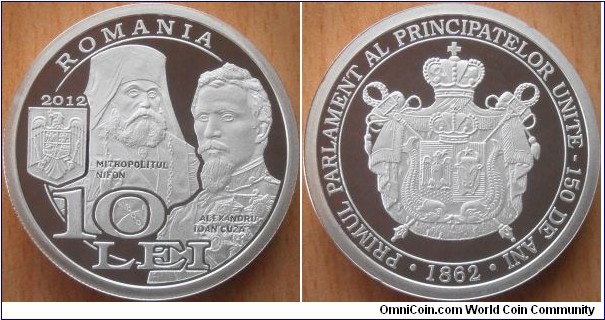 ROMANIA
2012
MITROPOLITUL
NIFON
ALEXANDRU
IOAN CUZA
10
LEI
PRIMUL PARLAMENT AL PRINCIPATELOR UNITE - 150 DE ANI
· 1862 ·
OmniCoin.com World Coin Community